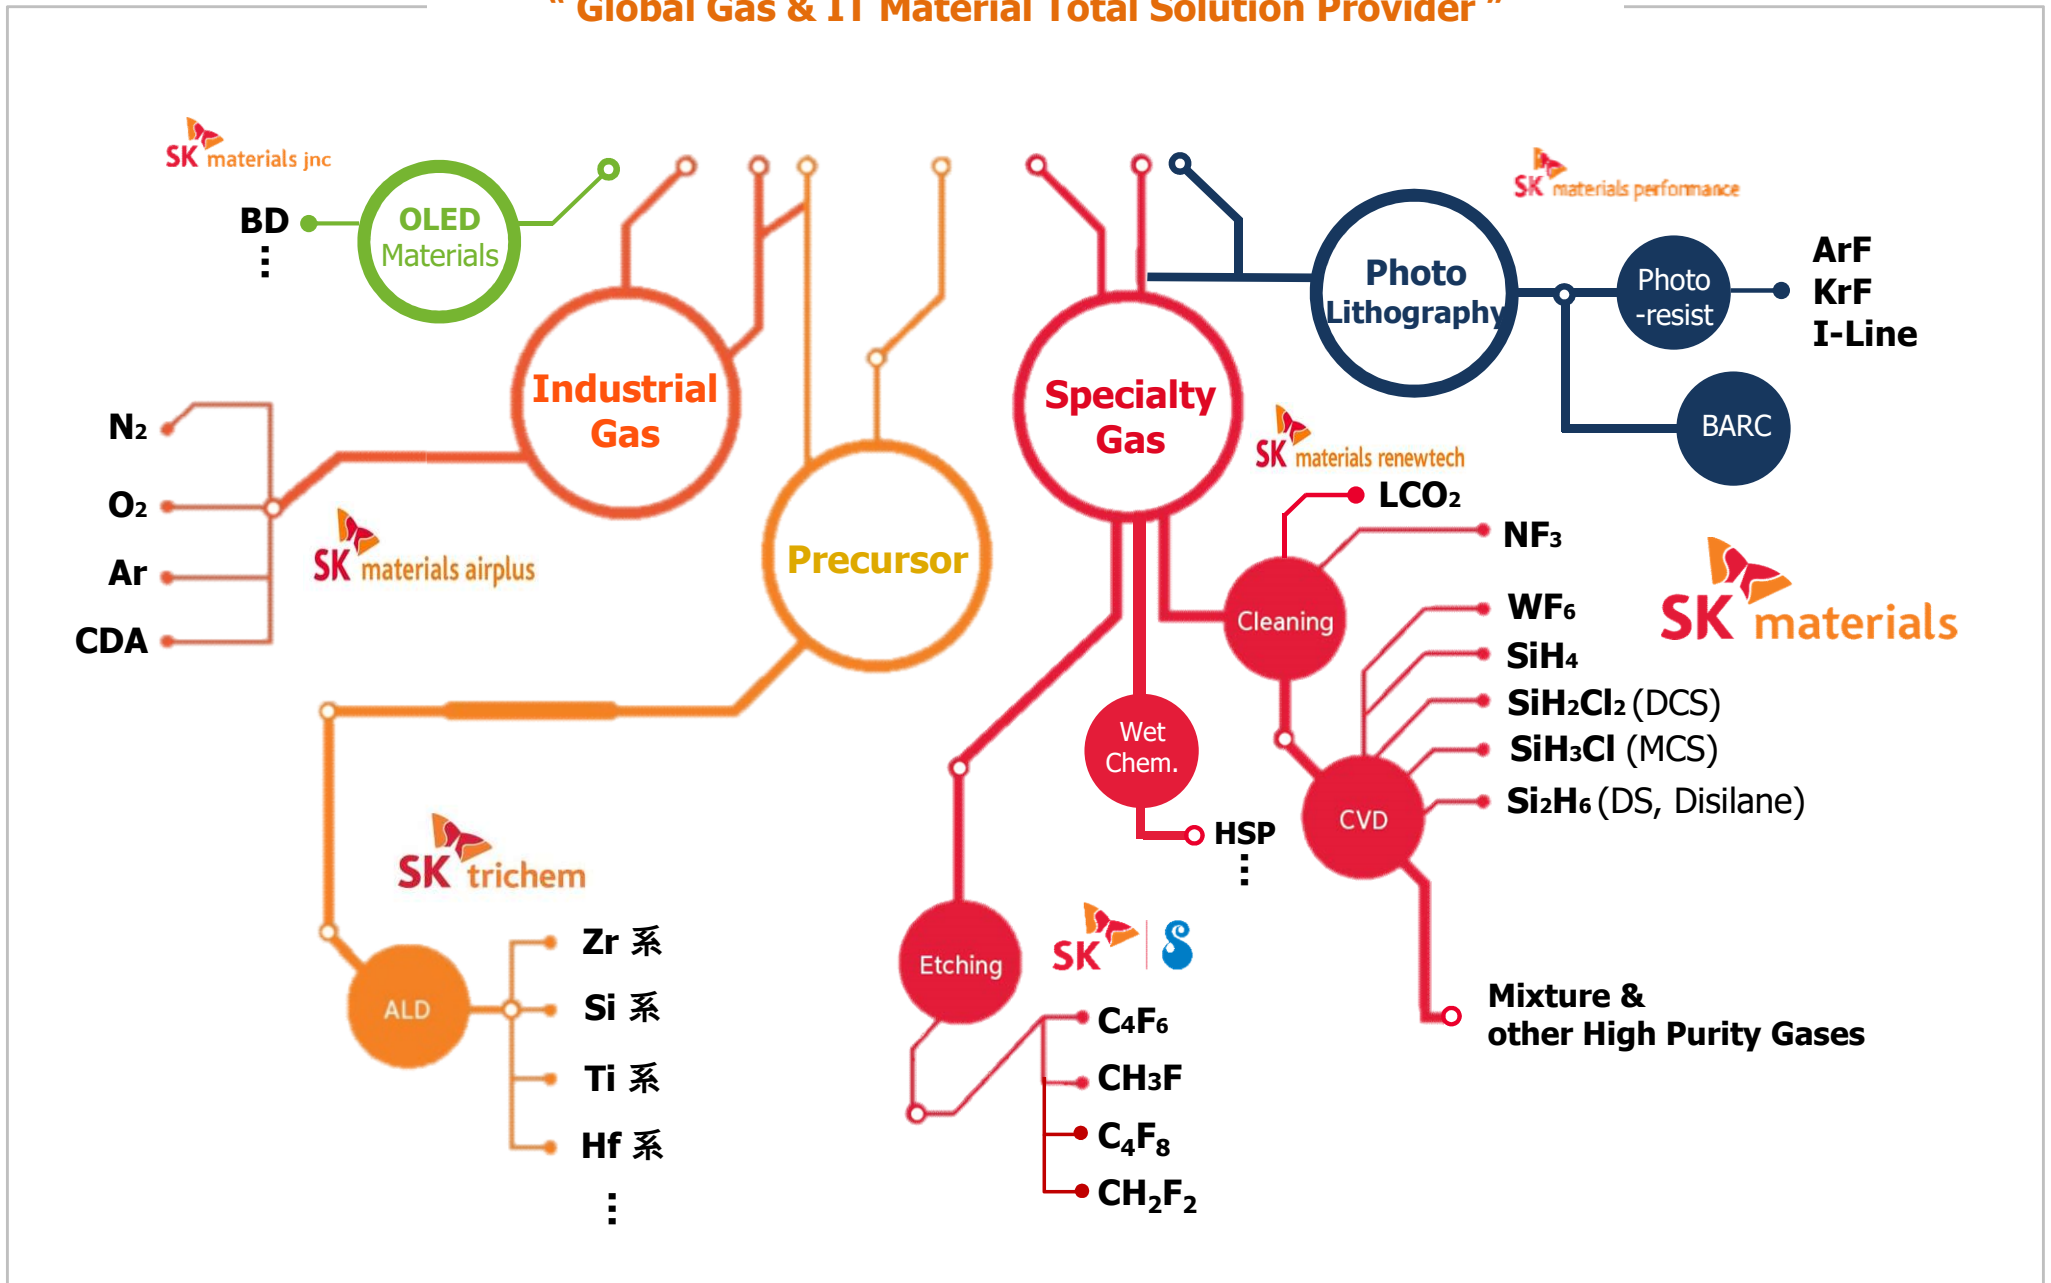 “ Global Gas & IT Material Total Solution Provider ”
SK materials jnc
OLED
Materials
BD
⋮
SK materials performance
Photo
Lithography
Photo
-resist
ArF
KrF
I-Line
BARC
Industrial
Gas
N₂
O₂
Ar
CDA
SK materials airplus
Precursor
Specialty
Gas
SK materials renewtech
LCO₂
NF₃
Cleaning
SK materials
WF₆
SiH₄
SiH₂Cl₂ (DCS)
SiH₃Cl (MCS)
Si₂H₆ (DS, Disilane)
CVD
Wet
Chem.
HSP
⋮
SK trichem
ALD
Zr 系
Si 系
Ti 系
Hf 系
⋮
Etching
SK
C₄F₆
CH₃F
C₄F₈
CH₂F₂
Mixture &
other High Purity Gases